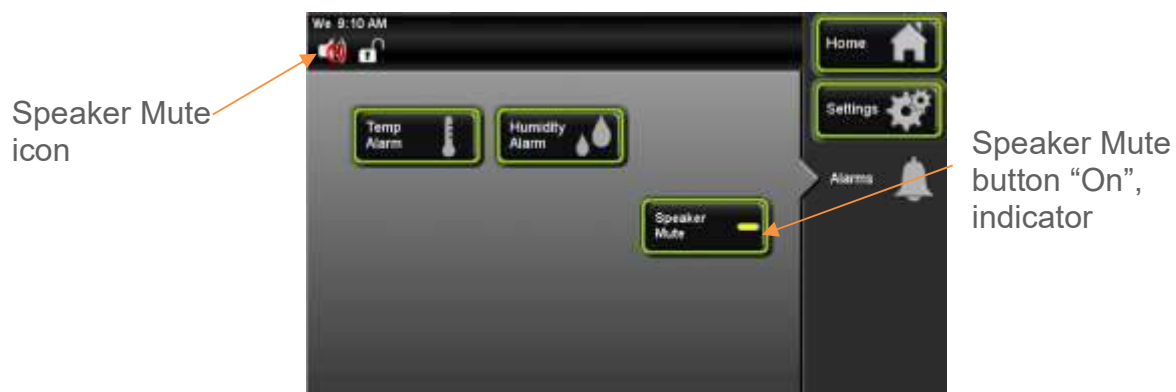 We 9:10 AM
Home
Speaker Mute
icon
Settings
Temp
Alarm
Humidity
Alarm
Speaker Mute
button “On”,
indicator
Alarms
Speaker
Mute